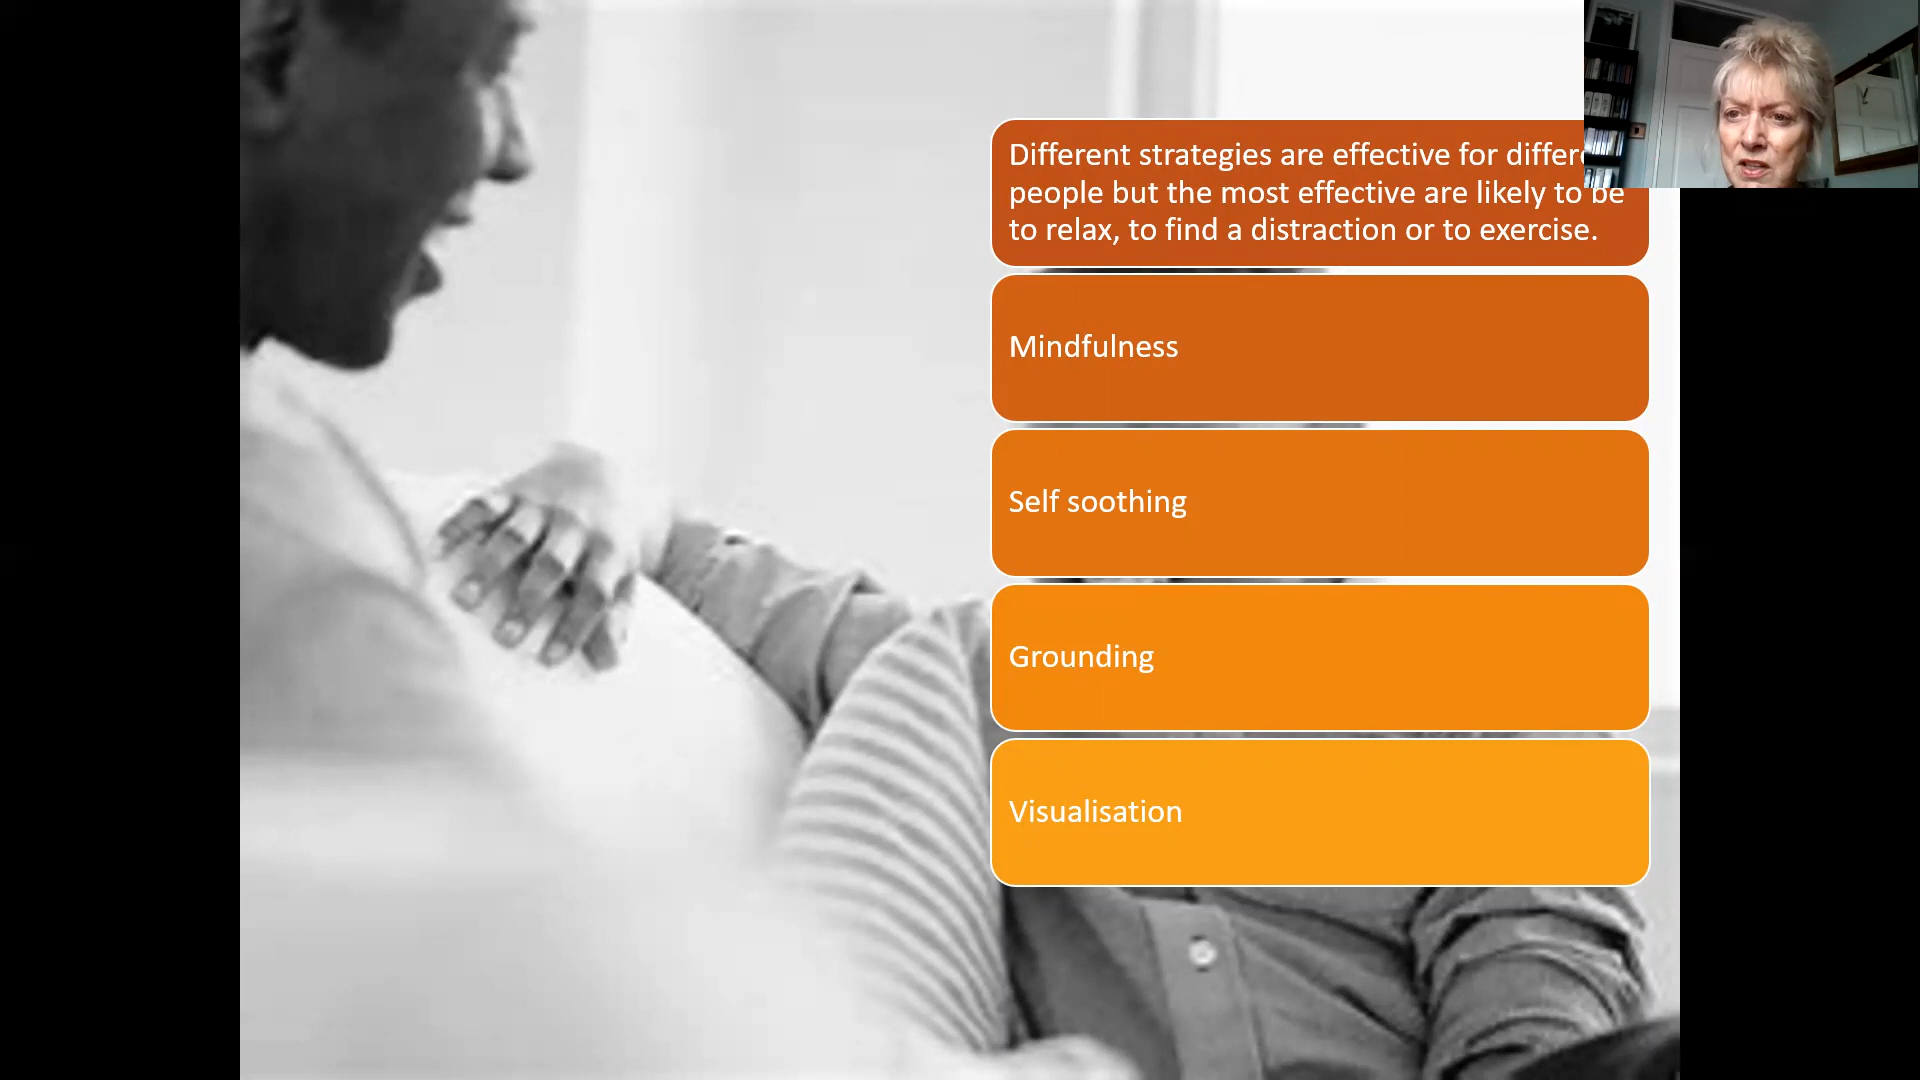 Different strategies are effective for
people but the most effective are likely to be
to relax, to find a distraction or to exercise.
Mindfulness
Self soothing
Grounding
Visualisation